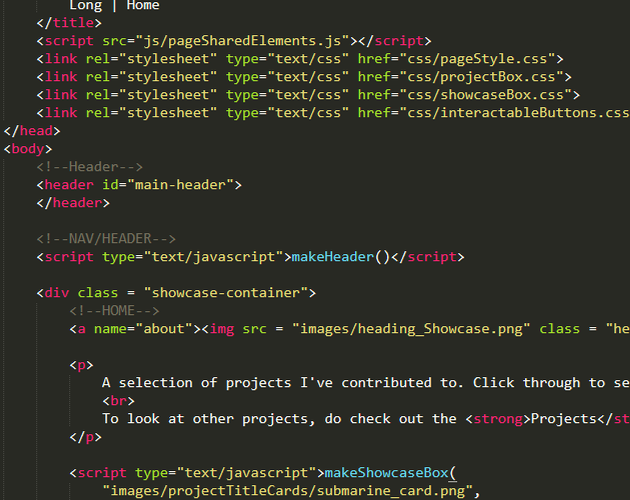 Long | Home
</title>
<script src="js/pageSharedElements.js"></script>
<link rel="stylesheet" type="text/css" href="css/pageStyle.css">
<link rel="stylesheet" type="text/css" href="css/projectBox.css">
<link rel="stylesheet" type="text/css" href="css/showcaseBox.css">
<link rel="stylesheet" type="text/css" href="css/interactableButtons.css
</head>
<body>
<!--Header-->
<header id="main-header">
</header>
<!--NAV/HEADER-->
<script type="text/javascript">makeHeader()</script>
<div class = "showcase-container">
<!--HOME-->
<a name="about"><img src = "images/heading_Showcase.png" class = "he
<p>
A selection of projects I've contributed to. Click through to se
<br>
To look at other projects, do check out the <strong>Projects</st
</p>
<script type="text/javascript">makeShowcaseBox(
"images/projectTitleCards/submarine_card.png",